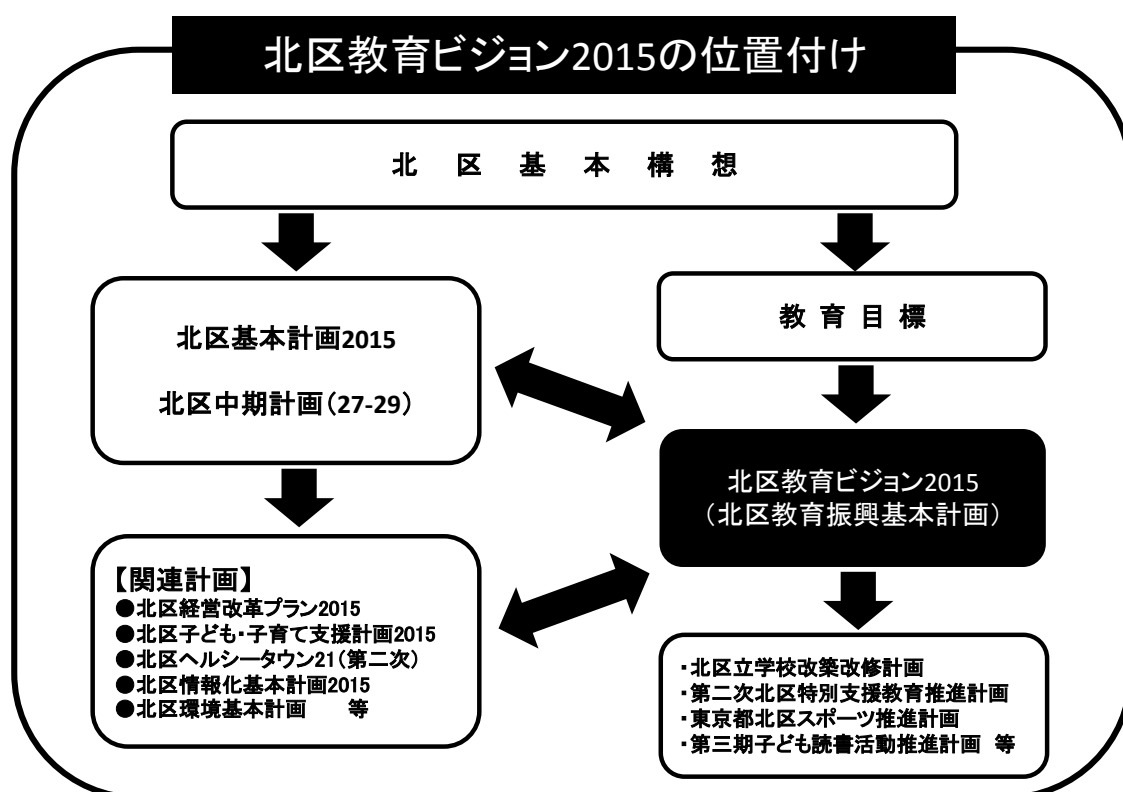 北区教育ビジョン2015の位置付け
北区基本構想
北区基本計画2015
北区中期計画(27-29)
【関連計画】
●北区経営改革プラン2015
●北区子ども・子育て支援計画2015
●北区ヘルシータウン21(第二次)
●北区情報化基本計画2015
●北区環境基本計画　等
教育目標
北区教育ビジョン2015
（北区教育振興基本計画）
・北区立学校改築改修計画
・第二次北区特別支援教育推進計画
・東京都北区スポーツ推進計画
・第三期子ども読書活動推進計画　等